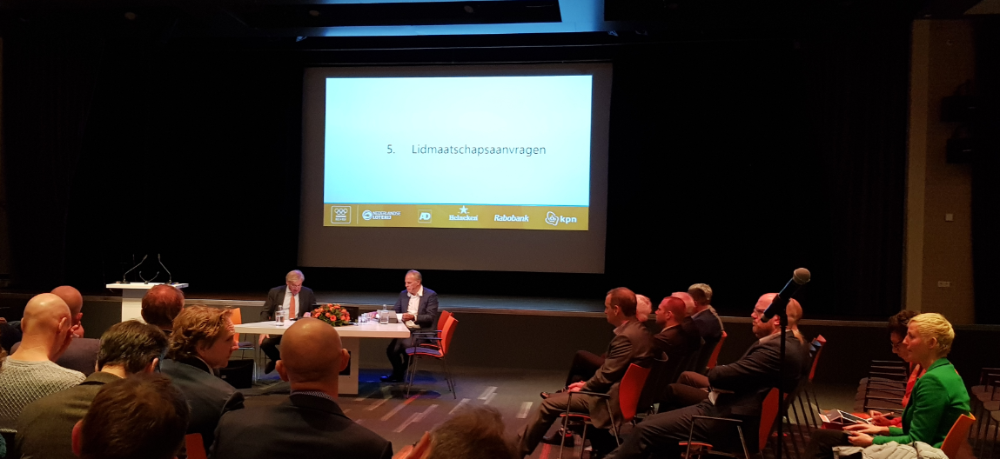 5. Lidmaatschapsaanvragen
NEDERLANDSE
LOTERIJ
AD
Heineken
Rabobank
kpn